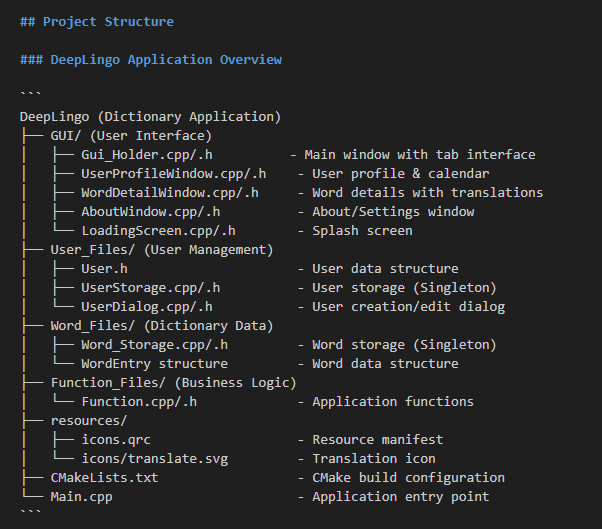 ## Project Structure
### DeepLingo Application Overview
```
DeepLingo (Dictionary Application)
├── GUI/ (User Interface)
│   ├── Gui_Holder.cpp/.h          - Main window with tab interface
│   ├── UserProfileWindow.cpp/.h    - User profile & calendar
│   ├── WordDetailWindow.cpp/.h     - Word details with translations
│   ├── AboutWindow.cpp/.h          - About/Settings window
│   └── LoadingScreen.cpp/.h        - Splash screen
├── User_Files/ (User Management)
│   ├── User.h                      - User data structure
│   ├── UserStorage.cpp/.h          - User storage (Singleton)
│   └── UserDialog.cpp/.h           - User creation/edit dialog
├── Word_Files/ (Dictionary Data)
│   ├── Word_Storage.cpp/.h         - Word storage (Singleton)
│   └── WordEntry structure         - Word data structure
├── Function_Files/ (Business Logic)
│   └── Function.cpp/.h             - Application functions
├── resources/
│   ├── icons.qrc                   - Resource manifest
│   ├── icons/translate.svg         - Translation icon
├── CMakeLists.txt                  - CMake build configuration
└── Main.cpp                        - Application entry point
```